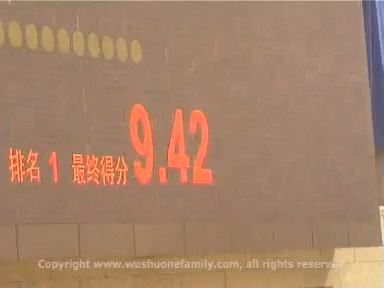 排名 1 最终得分 9.42
Copyright www.wushuonefamily.com, all rights reserved